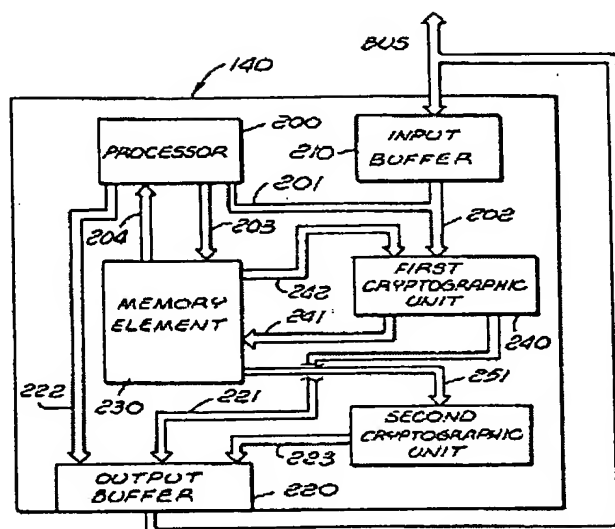 BUS
140
200
PROCESSOR
INPUT
BUFFER
210
201
202
204
203
242
FIRST
CRYPTOGRAPHIC
UNIT
MEMORY
ELEMENT
241
240
230
221
251
222
SECOND
CRYPTOGRAPHIC
UNIT
223
OUTPUT
BUFFER
220